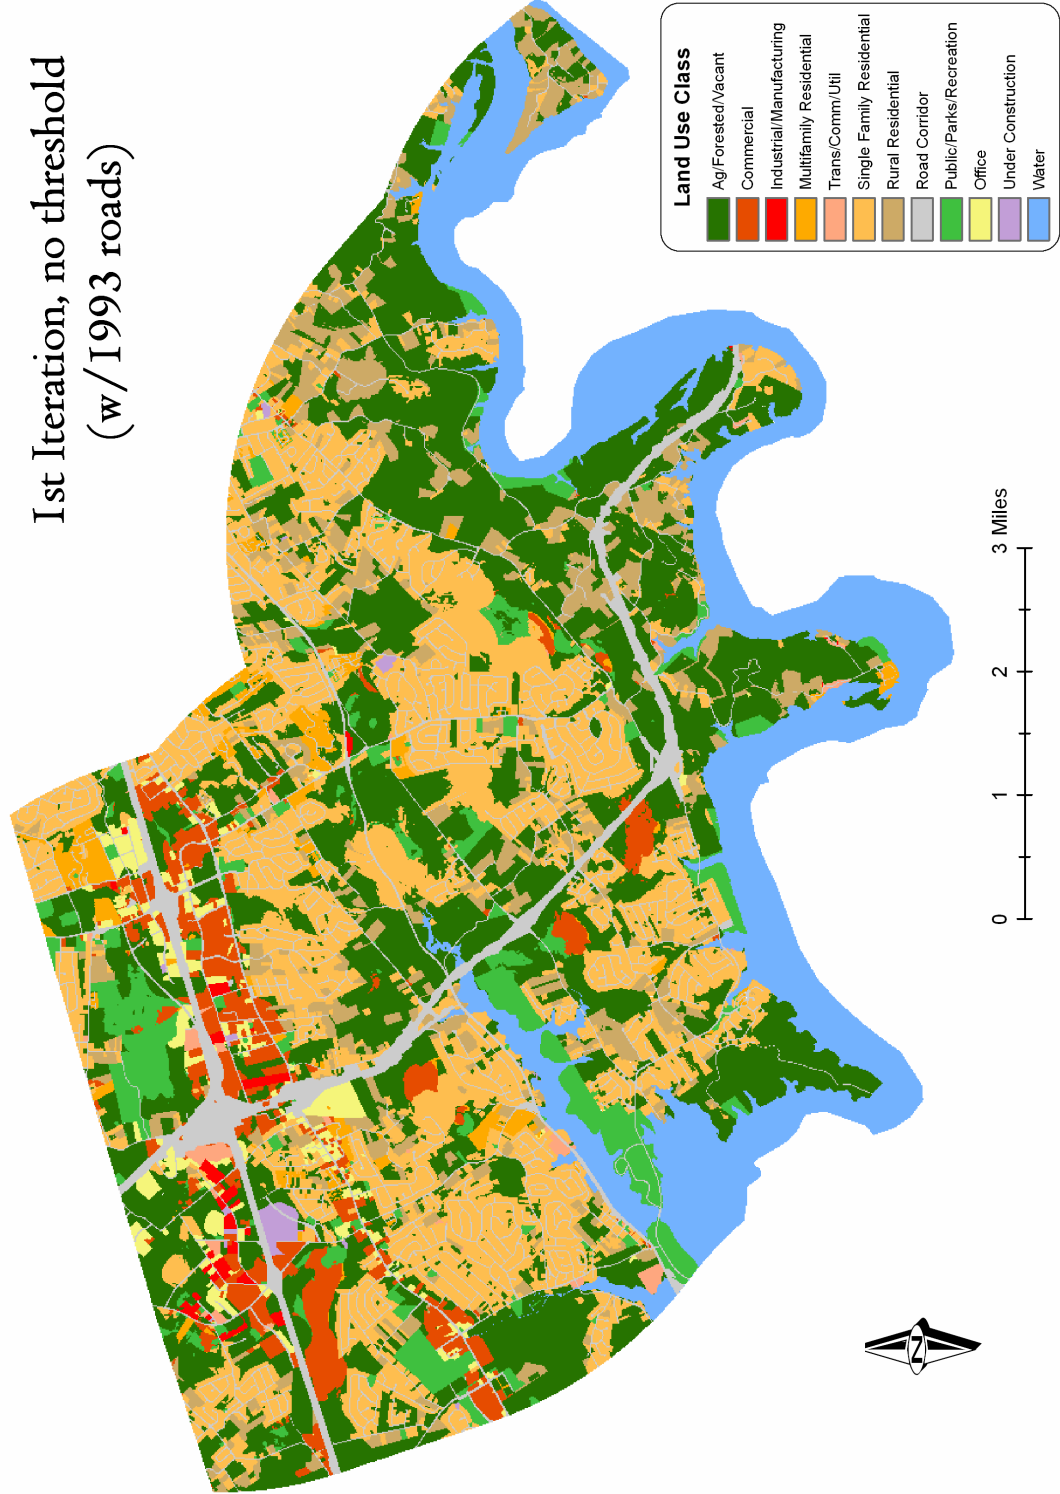 1st Iteration, no threshold
(w/1993 roads)
Land Use Class
Ag/Forested/Vacant
Commercial
Industrial/Manufacturing
Multifamily Residential
Trans/Comm/Util
Single Family Residential
Rural Residential
Road Corridor
Public/Parks/Recreation
Office
Under Construction
Water
0 1 2 3 Miles
N